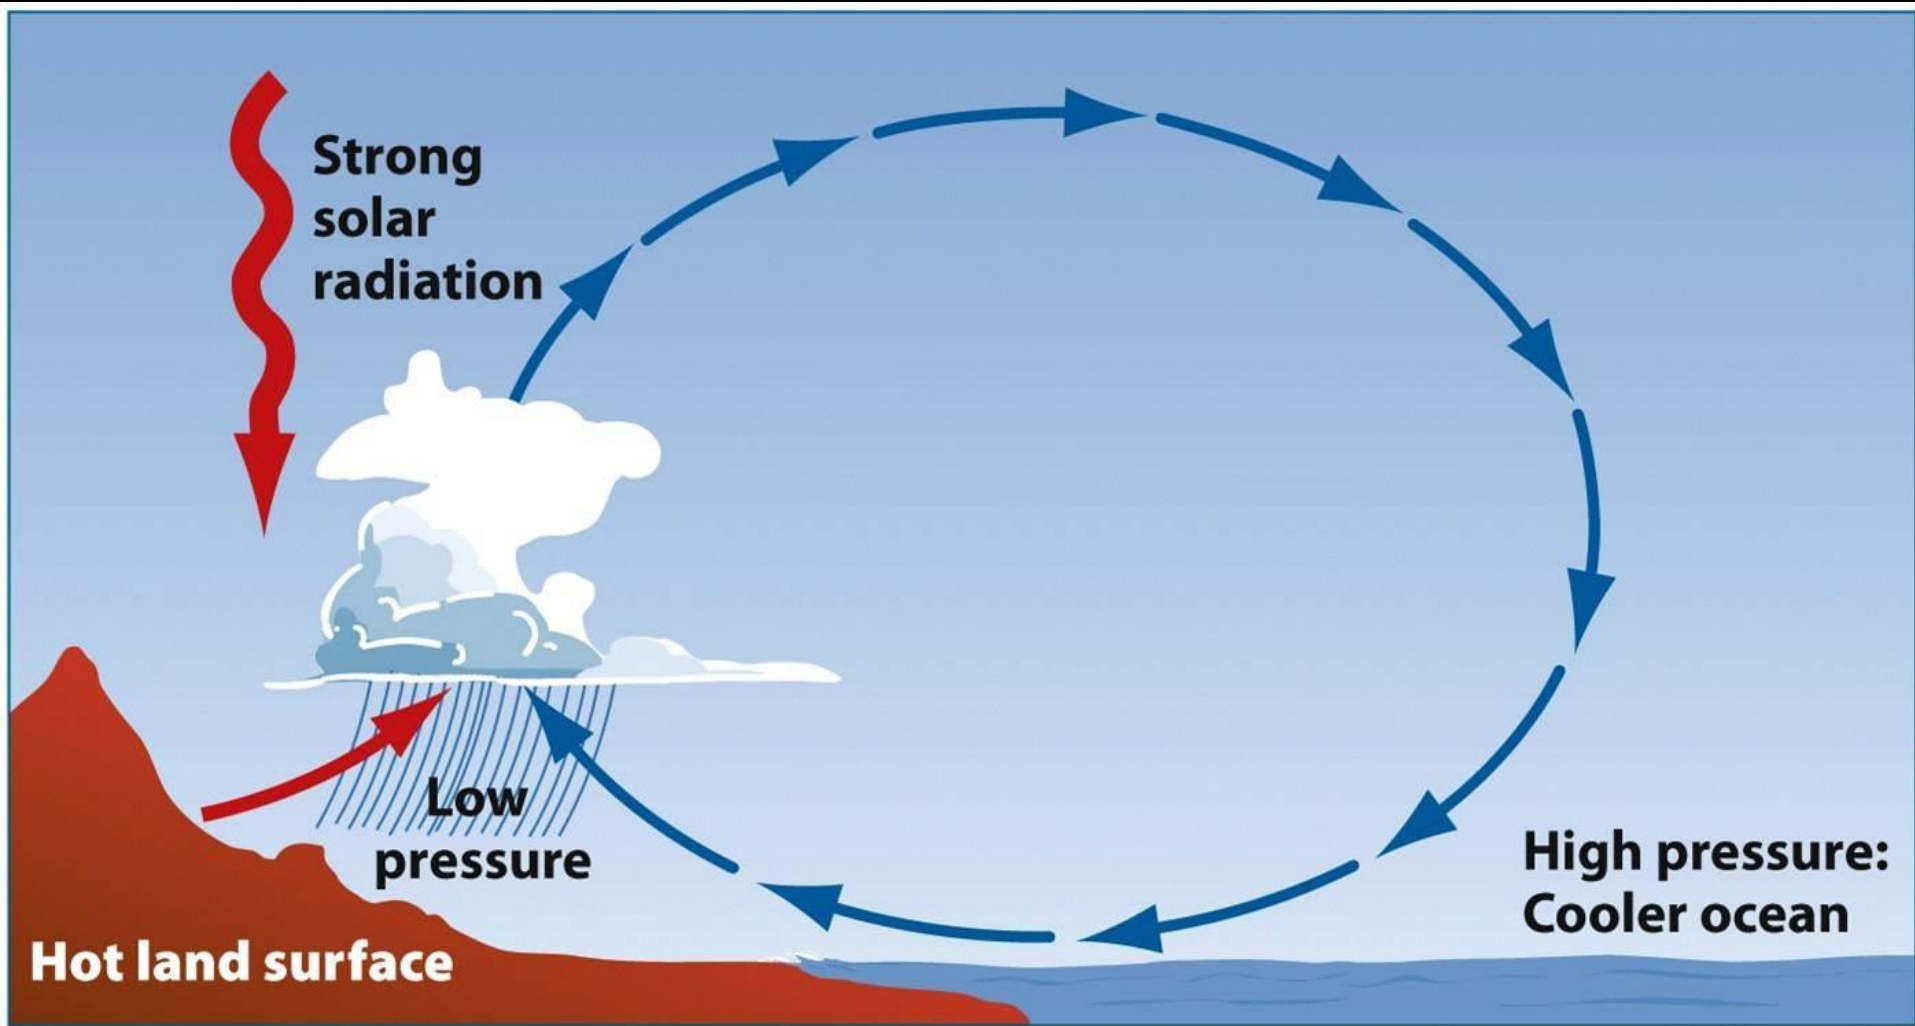 Strong
solar
radiation
Low
pressure
High pressure:
Cooler ocean
Hot land surface